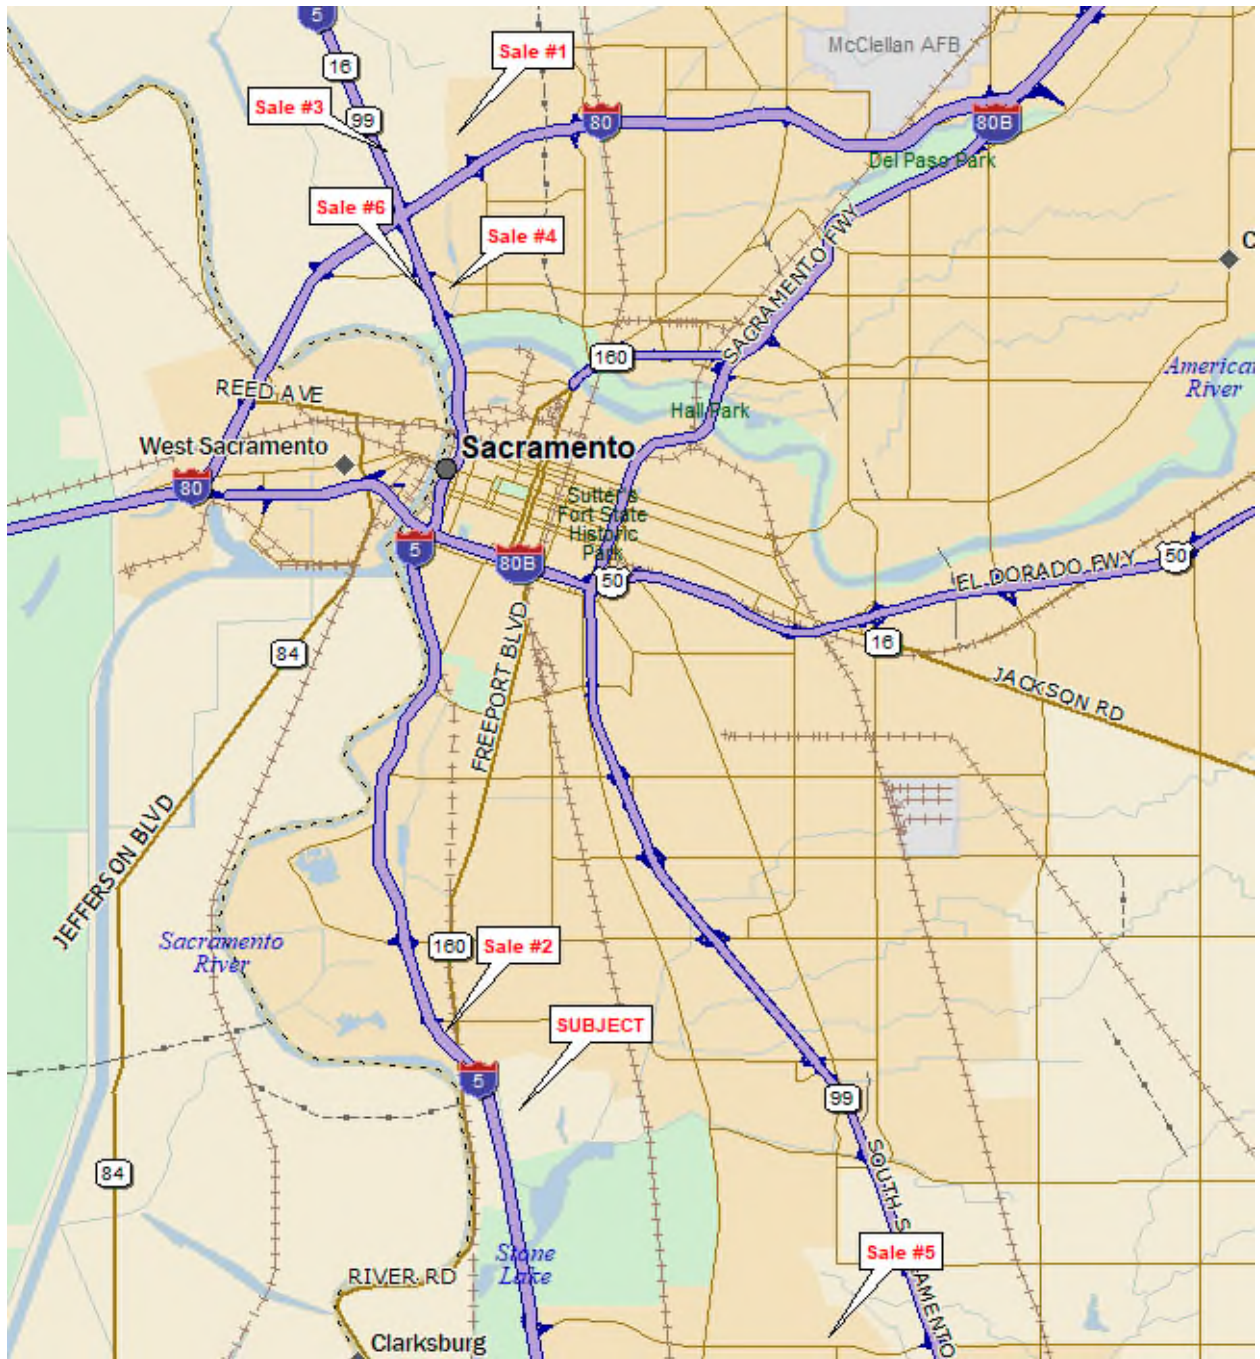 5
Sale #1
McClellan AFB
16
Sale #3
99
80
80B
Del Paso Park
Sale #6
Sale #4
SACRAMENTO FWY
C
160
American
River
REED AVE
Hall Park
West Sacramento
Sacramento
80
Sutter's
Fort State
Historic
Park
5
80B
50
50
EL DORADO FWY
16
84
JACKSON RD
FREEPORT BLVD
JEFFERSON BLVD
Sacramento
River
160
Sale #2
SUBJECT
5
99
84
SOUTH SACRAMENTO
Sale #5
Stone
Lake
RIVER RD
Clarksburg